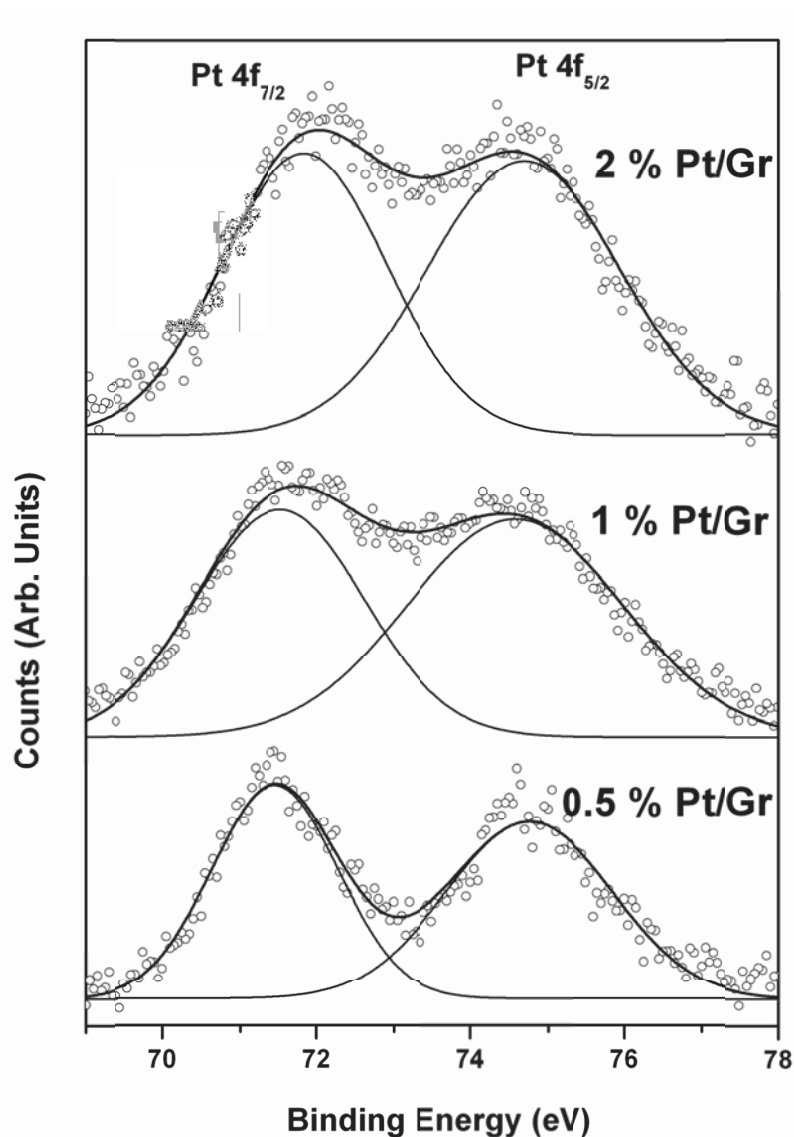 Pt 4f7/2
Pt 4f5/2
2 % Pt/Gr
1 % Pt/Gr
0.5 % Pt/Gr
Counts (Arb. Units)
70 72 74 76 78
Binding Energy (eV)